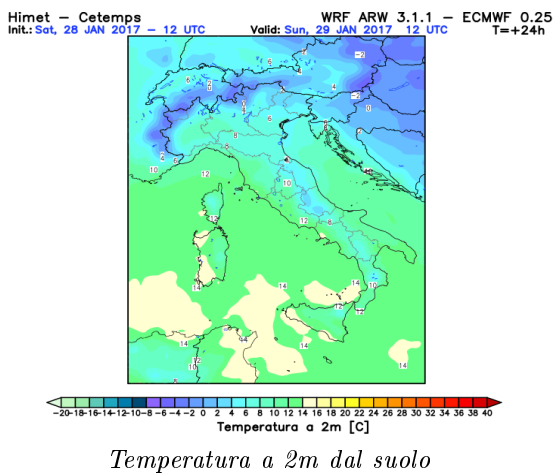 Himet – Cetemps WRF ARW 3.1.1 – ECMWF 0.25
Init.: Sat, 28 JAN 2017 – 12 UTC Valid: Sun, 29 JAN 2017 12 UTC T=+24h
-20 -18 -16 -14 -12 -10 -8 -6 -4 -2 0 2 4 6 8 10 12 14 16 18 20 22 24 26 28 30 32 34 36 38 40
Temperatura a 2m [C]
Temperatura a 2m dal suolo